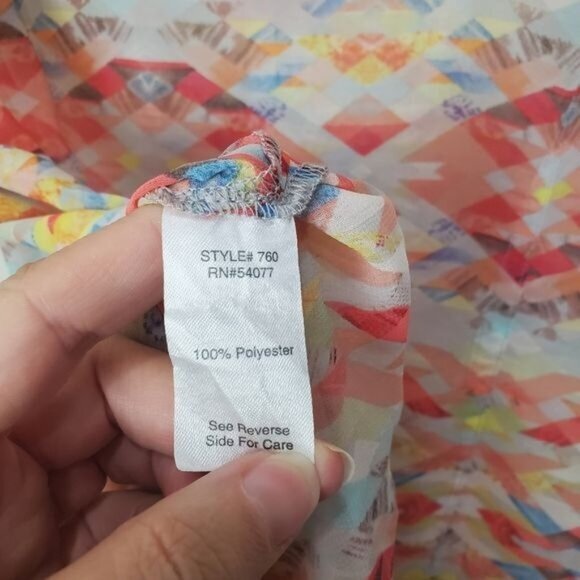 STYLE# 760
RN#54077
100% Polyester
See Reverse
Side For Care